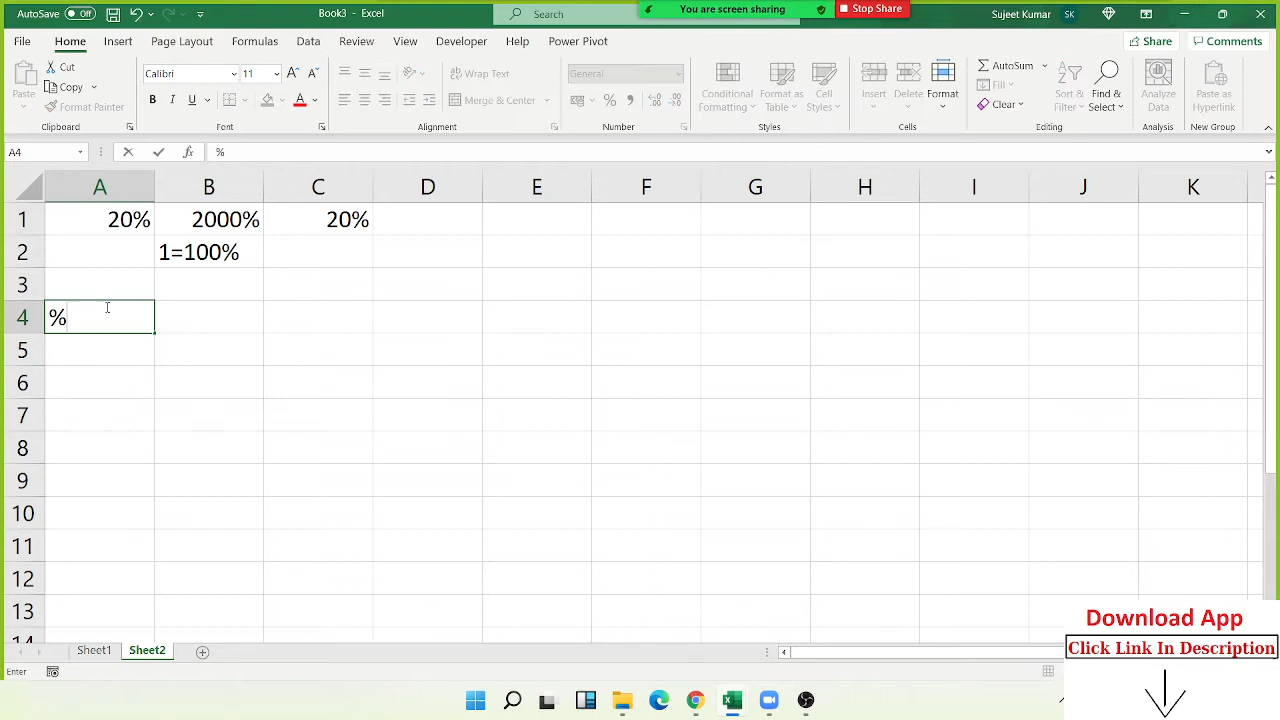 AutoSave Off Book3 - Excel Search You are screen sharing Stop Share Sujeet Kumar SK
File Home Insert Page Layout Formulas Data Review View Developer Help Power Pivot Share Comments
Paste Cut Copy Format Painter
Calibri 11 B I U A
Wrap Text Merge & Center
General %
Conditional Formatting Format as Table Cell Styles
Insert Delete Format
AutoSum Fill Clear Sort & Filter Find & Select
Analyze Data Paste as Hyperlink
Clipboard Font Alignment Number Styles Cells Editing Analysis New Group
A4 fx %
A B C D E F G H I J K
1 20% 2000% 20%
2 1=100%
3
4 %
5
6
7
8
9
10
11
12
13
14
Sheet1 Sheet2
Enter
Download App
Click Link In Description